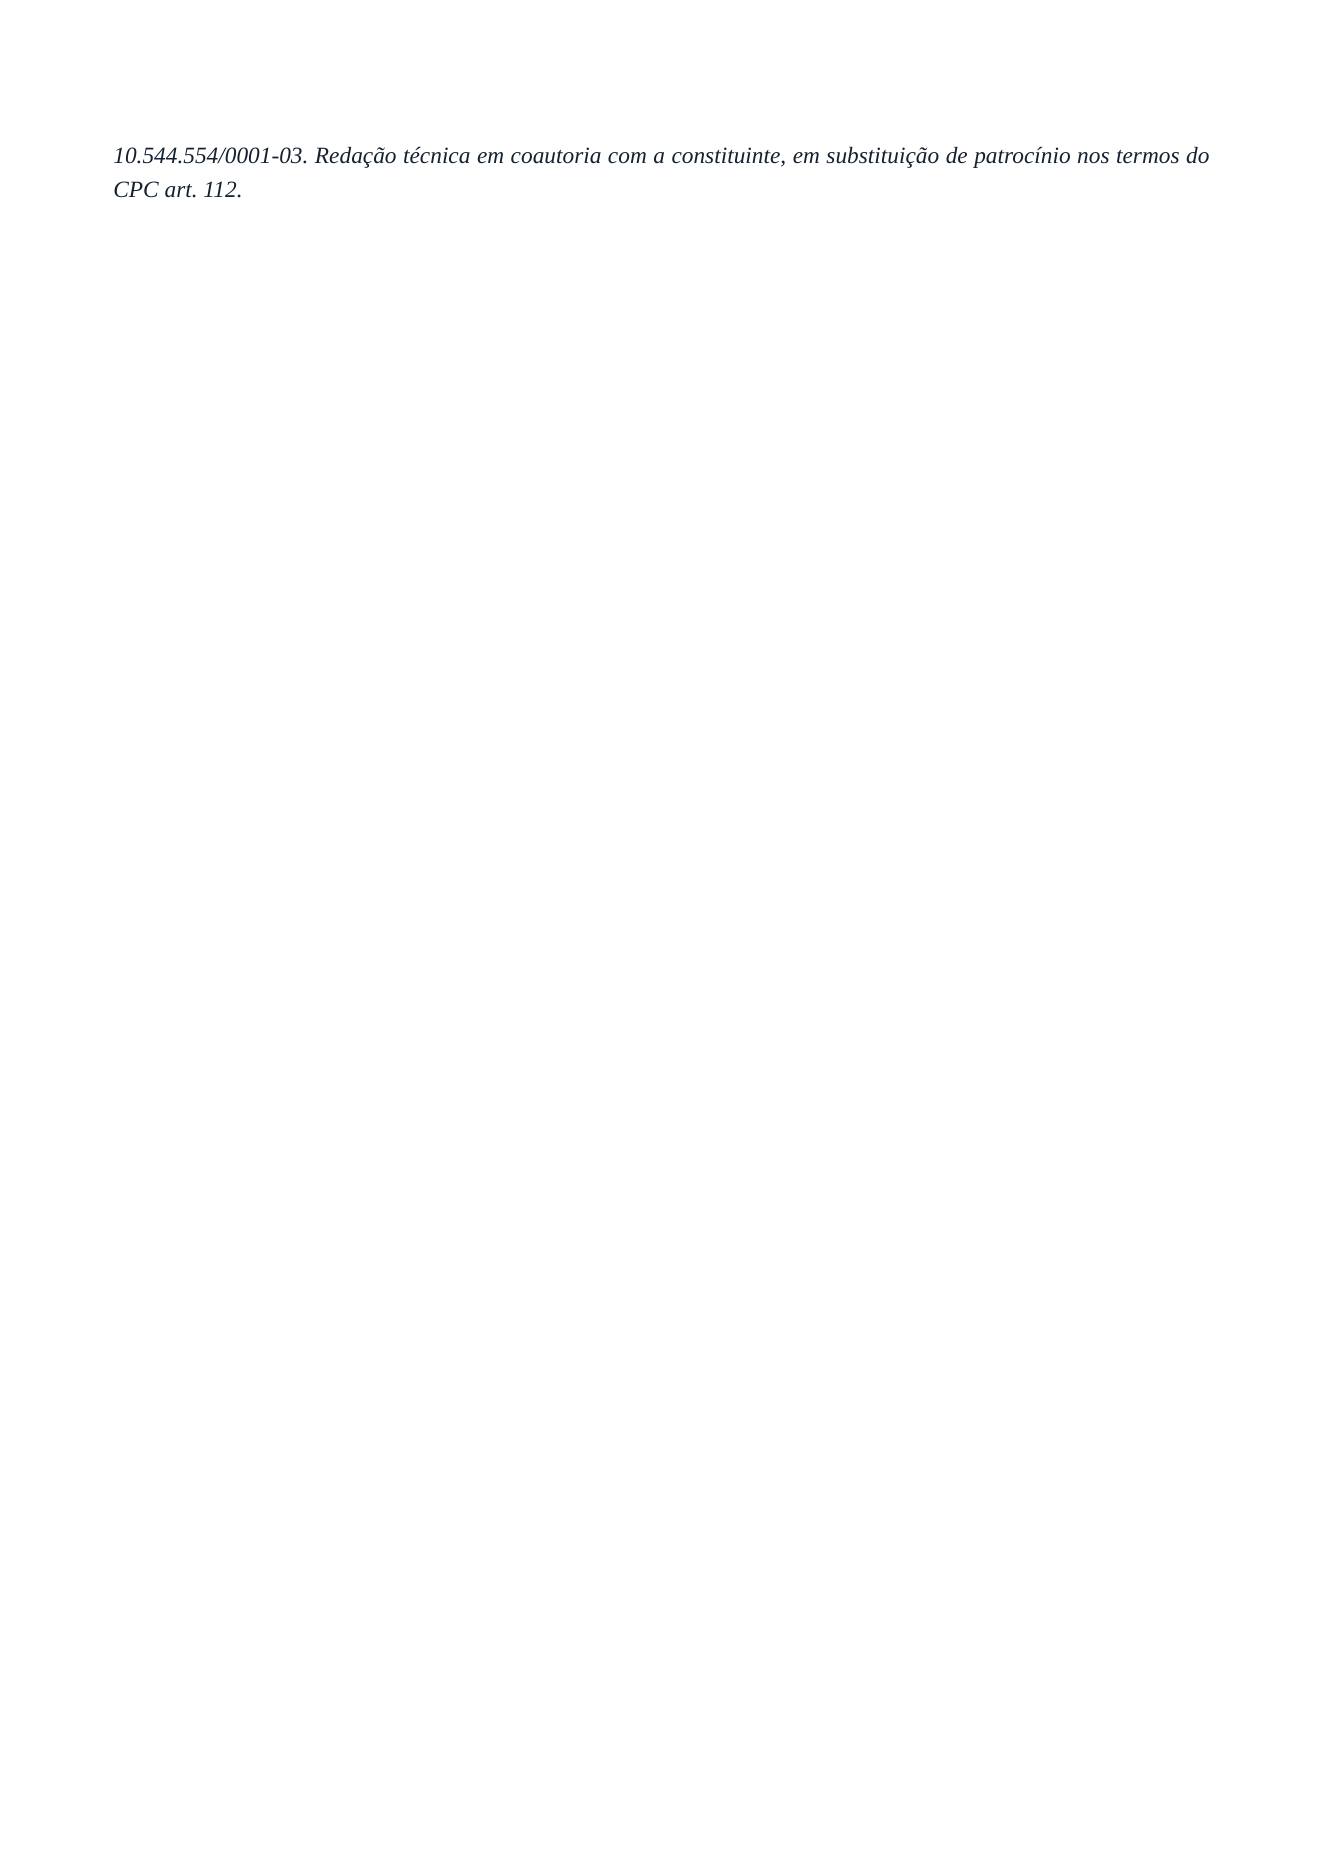 10.544.554/0001-03. Redação técnica em coautoria com a constituinte, em substituição de patrocínio nos termos do
CPC art. 112.